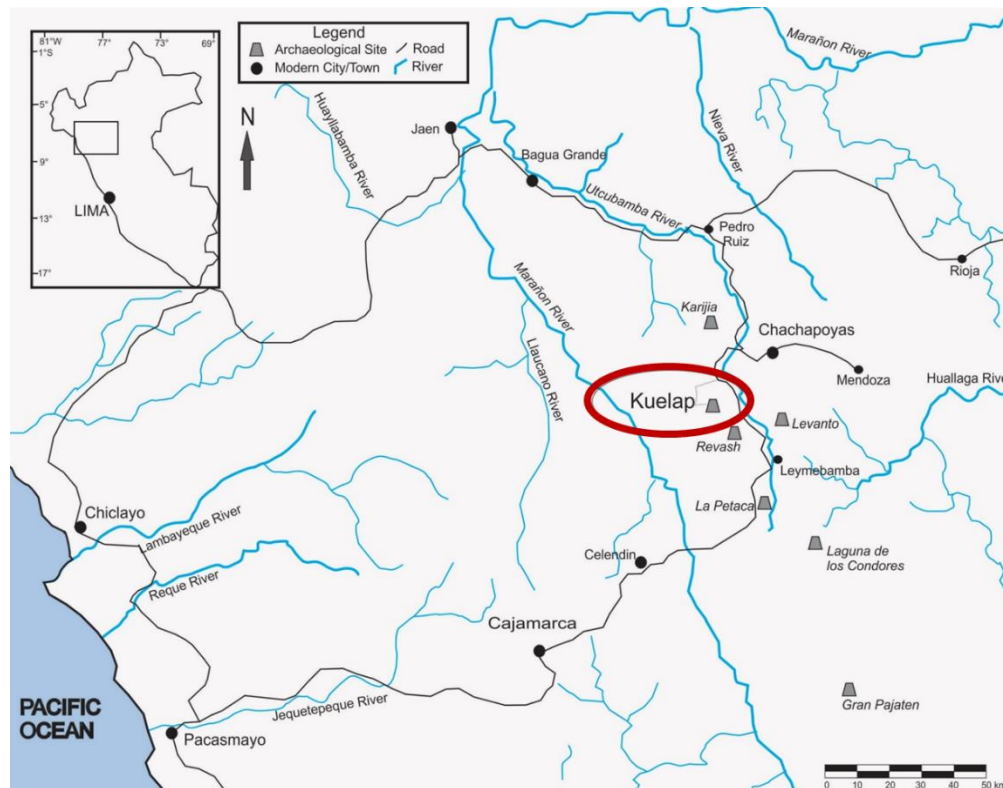 81°W 77° 73° 69°
1°S
5°
9°
13°
17°
LIMA
Legend
Archaeological Site
Road
Modern City/Town
River
N
Marañon River
Huayllabamba River
Jaen
Nieva River
Bagua Grande
Utcubamba River
Pedro
Ruiz
Rioja
Marañon River
Karijia
Llaucano River
Chachapoyas
Mendoza
Huallaga River
Kuelap
Levanto
Revash
Leymebamba
La Petaca
Chiclayo
Lambayeque River
Laguna de
los Condores
Celendin
Reque River
Cajamarca
PACIFIC
OCEAN
Jequetepeque River
Gran Pajaten
Pacasmayo
0 10 20 30 40 50 km